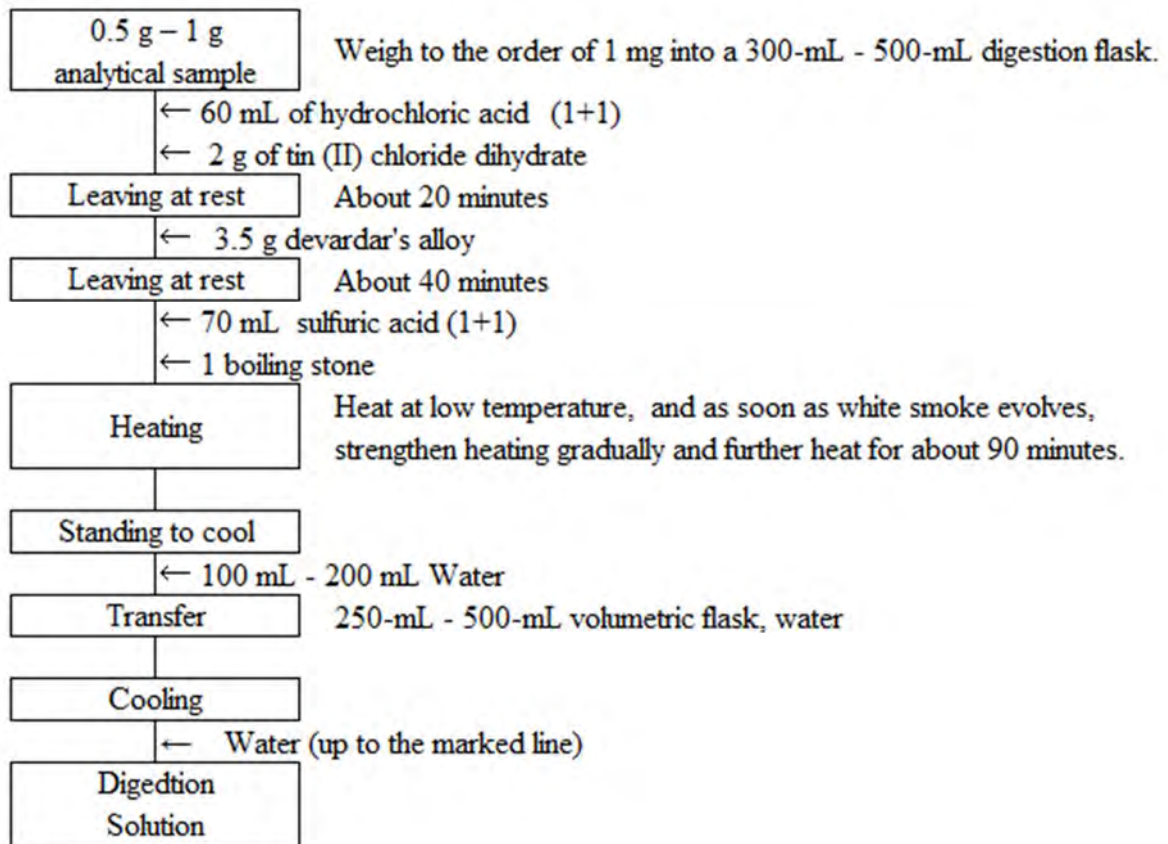 0.5 g – 1 g
analytical sample
Weigh to the order of 1 mg into a 300-mL - 500-mL digestion flask.
← 60 mL of hydrochloric acid (1+1)
← 2 g of tin (II) chloride dihydrate
Leaving at rest
About 20 minutes
← 3.5 g devardar's alloy
Leaving at rest
About 40 minutes
← 70 mL sulfuric acid (1+1)
← 1 boiling stone
Heating
Heat at low temperature, and as soon as white smoke evolves,
strengthen heating gradually and further heat for about 90 minutes.
Standing to cool
← 100 mL - 200 mL Water
Transfer
250-mL - 500-mL volumetric flask, water
Cooling
← Water (up to the marked line)
Digedtion
Solution